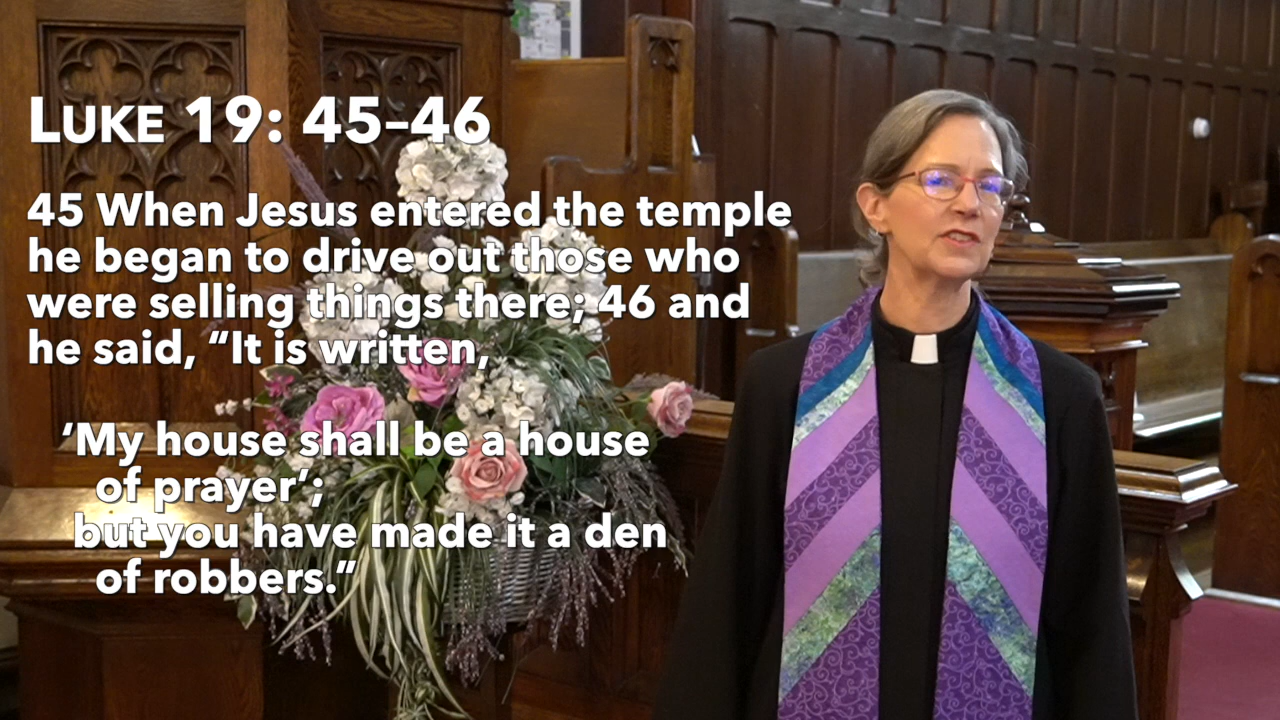 LUKE 19: 45-46
45 When Jesus entered the temple
he began to drive out those who
were selling things there; 46 and
he said, “It is written,
‘My house shall be a house
of prayer’;
but you have made it a den
of robbers.”